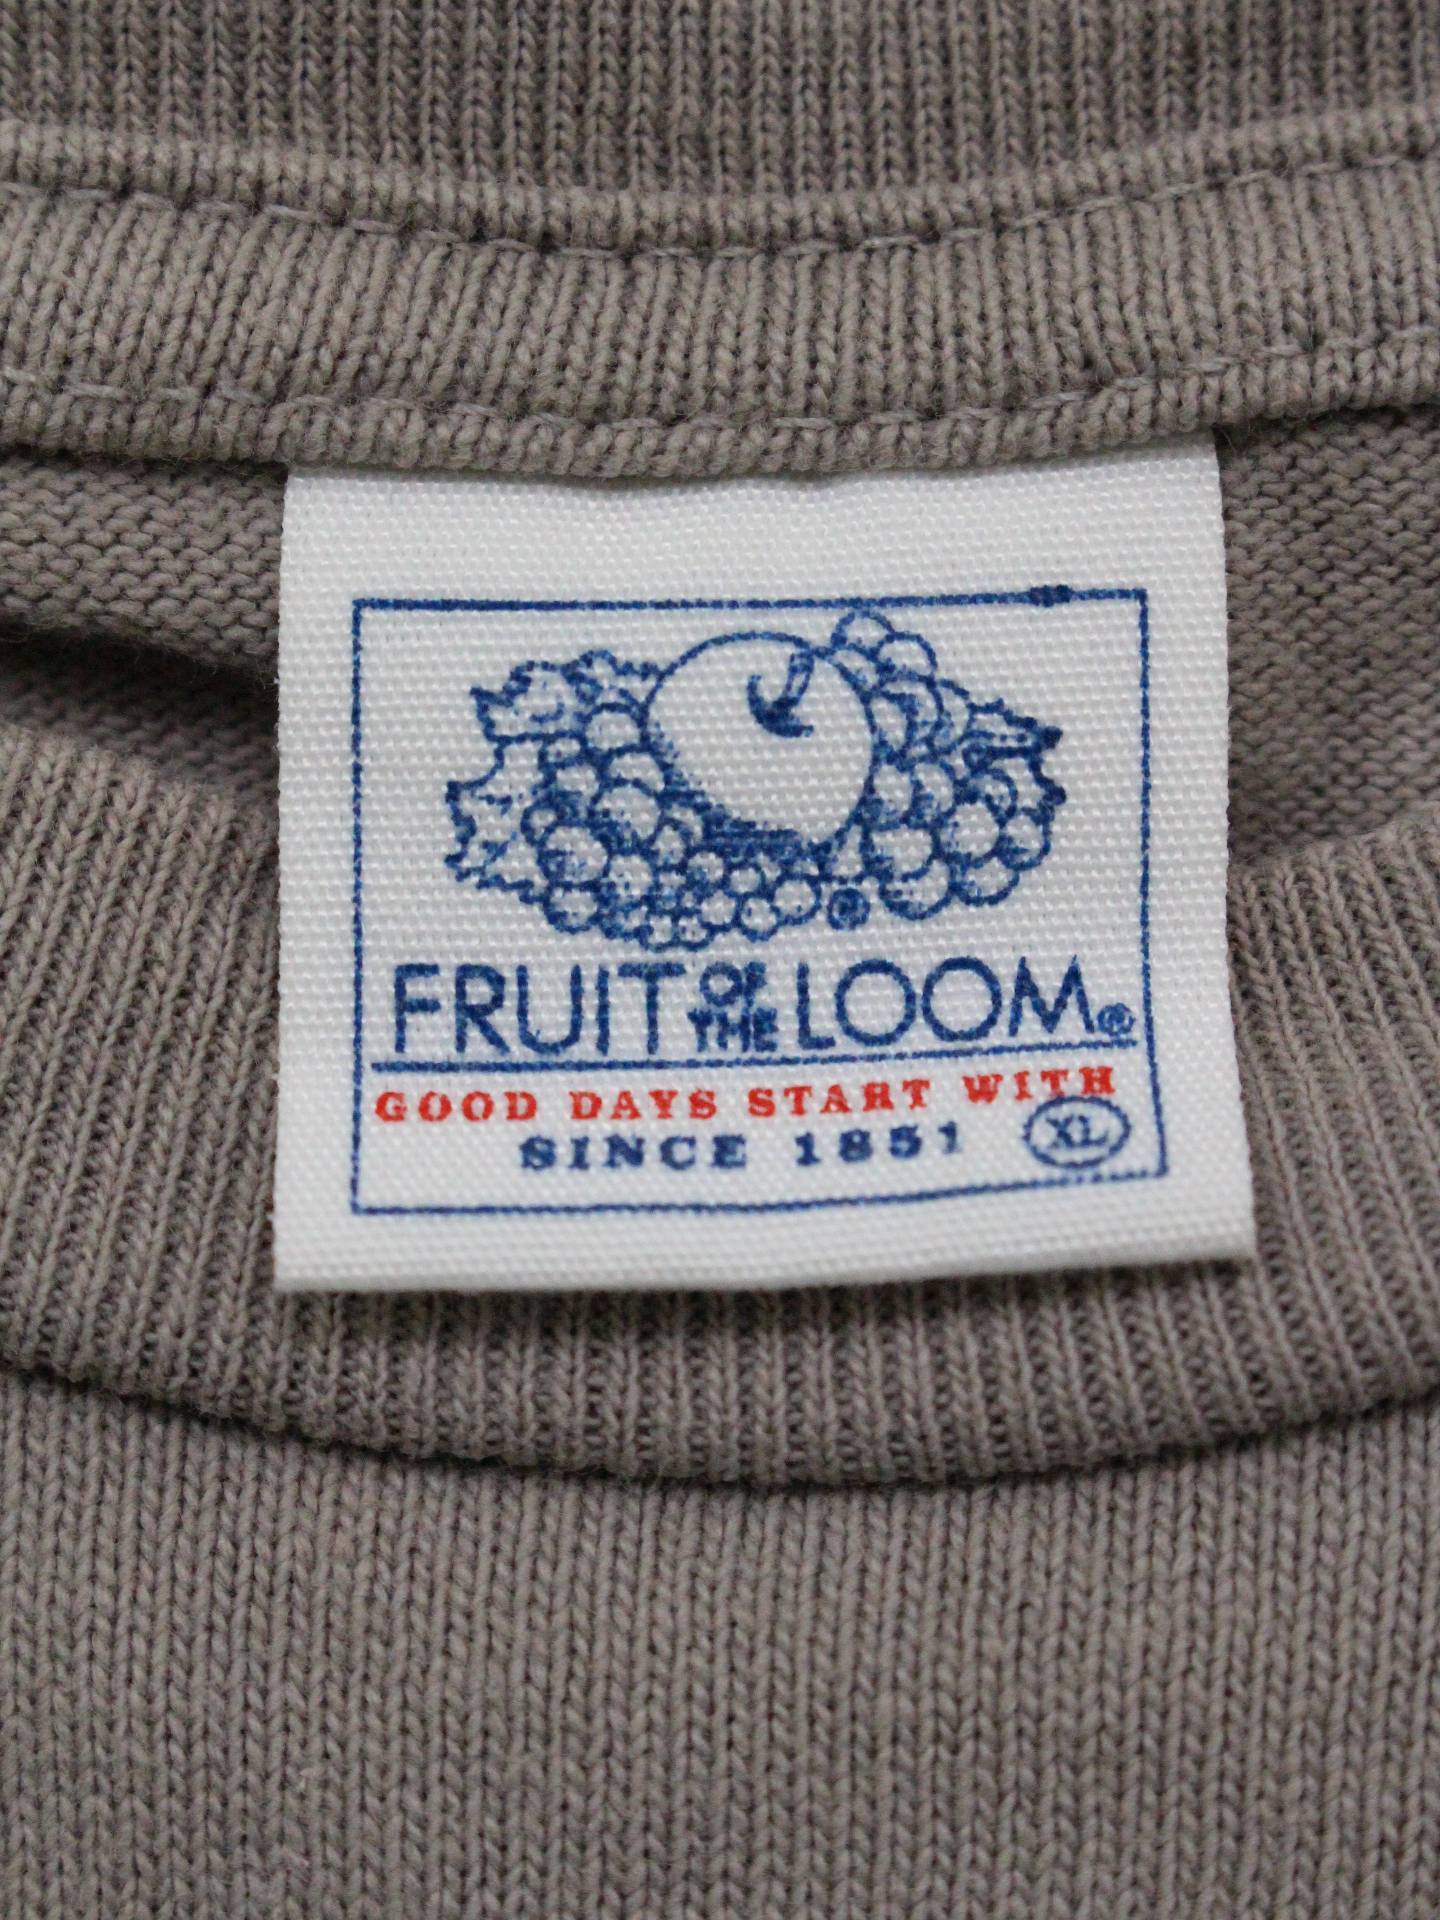 ®
FRUIT OF THE LOOM®
GOOD DAYS START WITH
SINCE 1851 XL